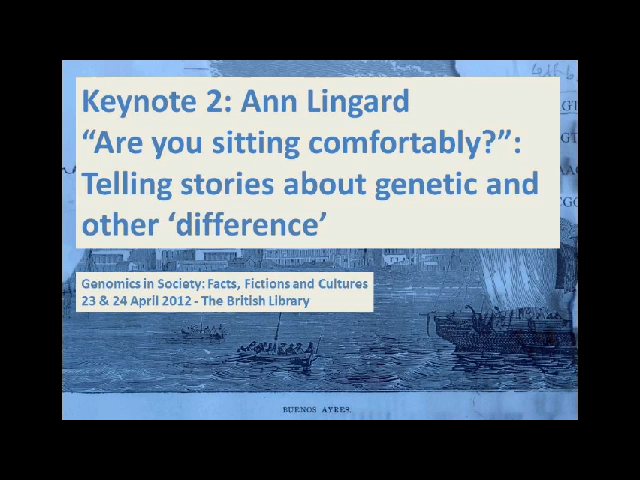 Keynote 2: Ann Lingard
“Are you sitting comfortably?”:
Telling stories about genetic and
other ‘difference’
Genomics in Society: Facts, Fictions and Cultures
23 & 24 April 2012 - The British Library
BUENOS AYRES.